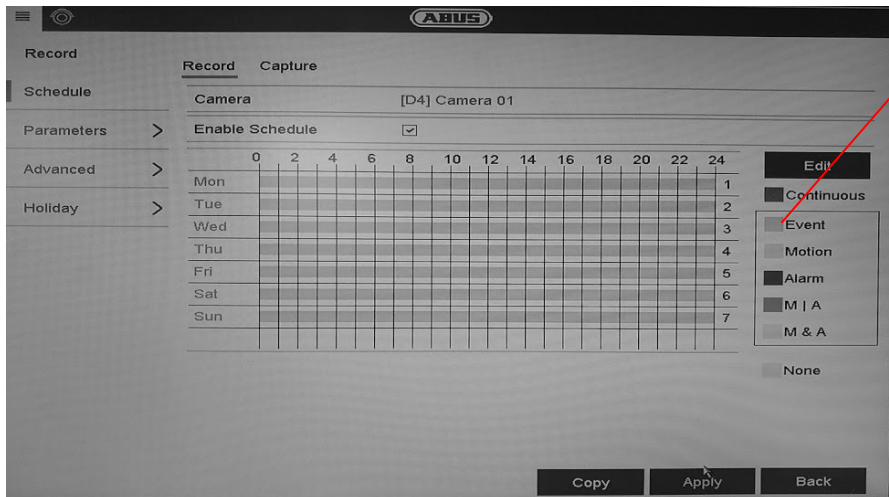 ABUS
Record
Schedule
Parameters
Advanced
Holiday
Record Capture
Camera [D4] Camera 01
Enable Schedule
0 2 4 6 8 10 12 14 16 18 20 22 24
Mon 1
Tue 2
Wed 3
Thu 4
Fri 5
Sat 6
Sun 7
Edit
Continuous
Event
Motion
Alarm
M | A
M & A
None
Copy Apply Back